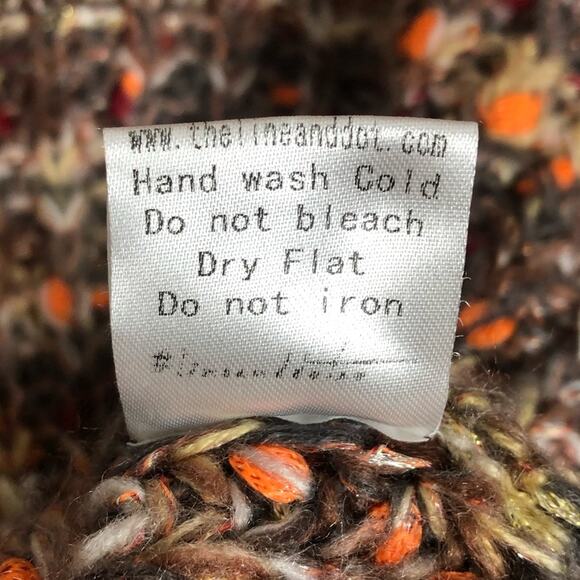 www.thelineanddot.com
Hand wash Cold
Do not bleach
Dry Flat
Do not iron